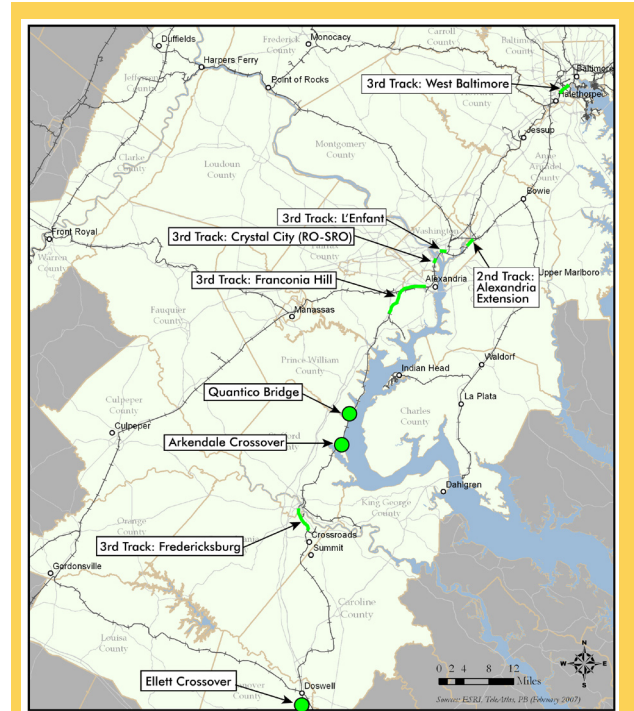 Duffields
Frederick
County
Monocacy
Carroll
County
Baltimore
County
Harpers Ferry
Baltimore
Jefferson
County
Point of Rocks
3rd Track: West Baltimore
Halethorpe
Jessup
Montgomery
County
Anne
Arundel
County
Clarke
County
Loudoun
County
Bowie
3rd Track: L'Enfant
Washington
3rd Track: Crystal City (RO-SRO)
Front Royal
Warren
County
County
3rd Track: Franconia Hill
Alexandria
2nd Track:
Alexandria
Extension
Upper Marlboro
Fauquier
County
Manassas
Prince William
County
Waldorf
Indian Head
Quantico Bridge
La Plata
Culpeper
County
Charles
County
Culpeper
Arkendale Crossover
County
Dahlgren
King George
County
Orange
County
3rd Track: Fredericksburg
Crossroads
Summit
Gordonsville
Caroline
County
Louisa
County
Ellett Crossover
Doswell
County
N
W
E
S
0 2 4 8 12
Miles
Sources: ESRI, TeleAtlas, PB (February 2007)